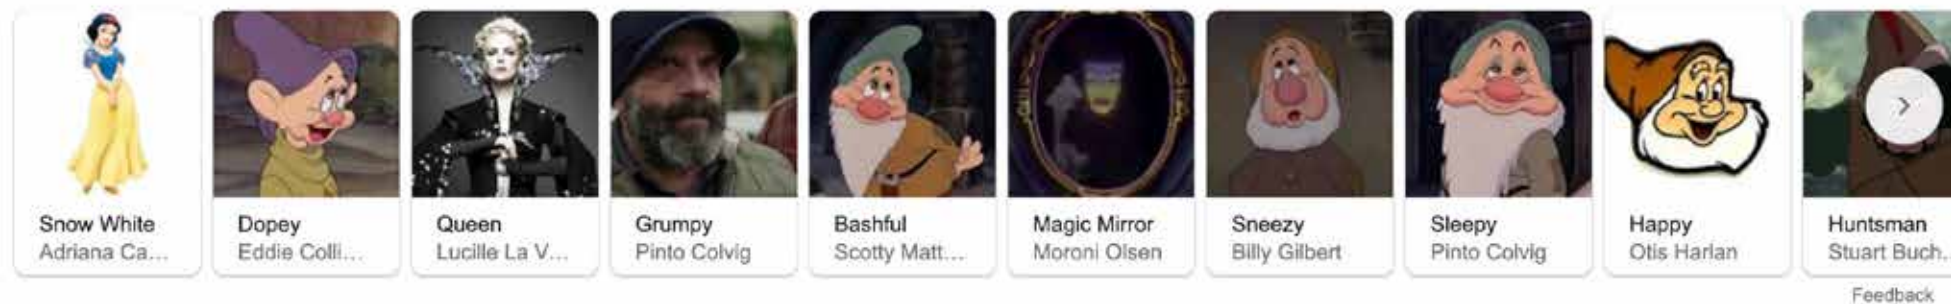 Snow White
Adriana Ca...
Dopey
Eddie Colli...
Queen
Lucille La V...
Grumpy
Pinto Colvig
Bashful
Scotty Matt...
Magic Mirror
Moroni Olsen
Sneezy
Billy Gilbert
Sleepy
Pinto Colvig
Happy
Otis Harlan
Huntsman
Stuart Buch.
Feedback